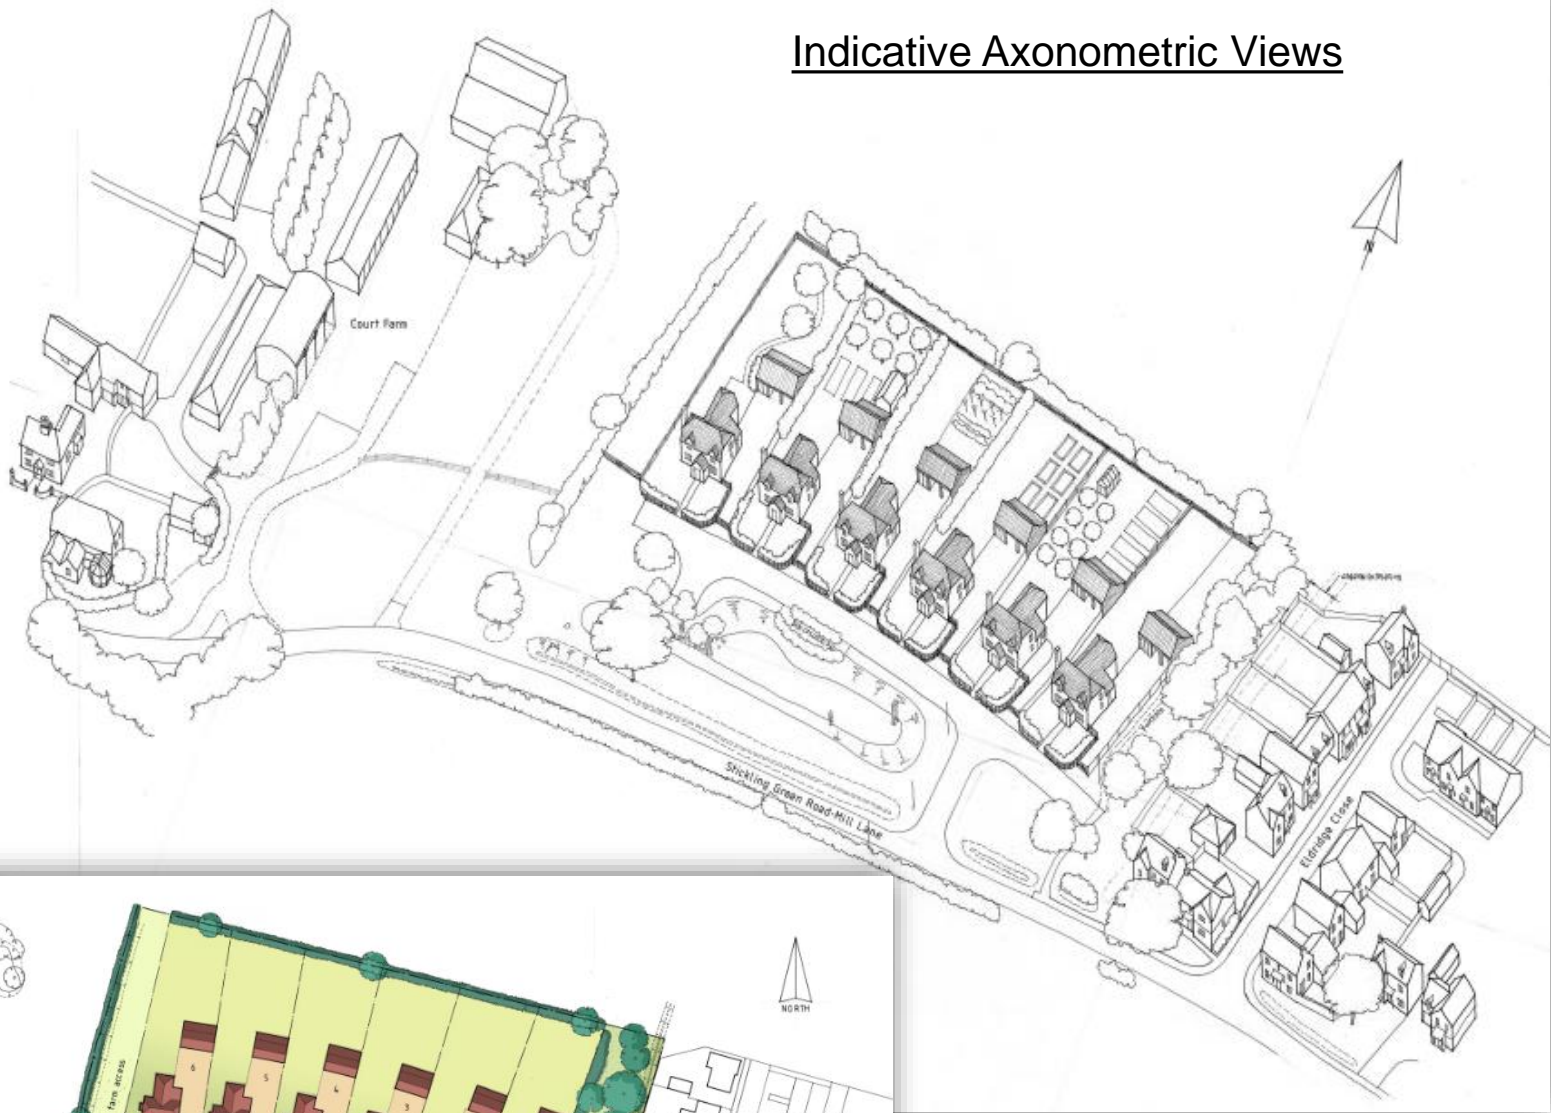 Indicative Axonometric Views
N
Court Farm
Stickling Green Road-Mill Lane
Eldridge Close
NORTH
farm access
6
5
4
3